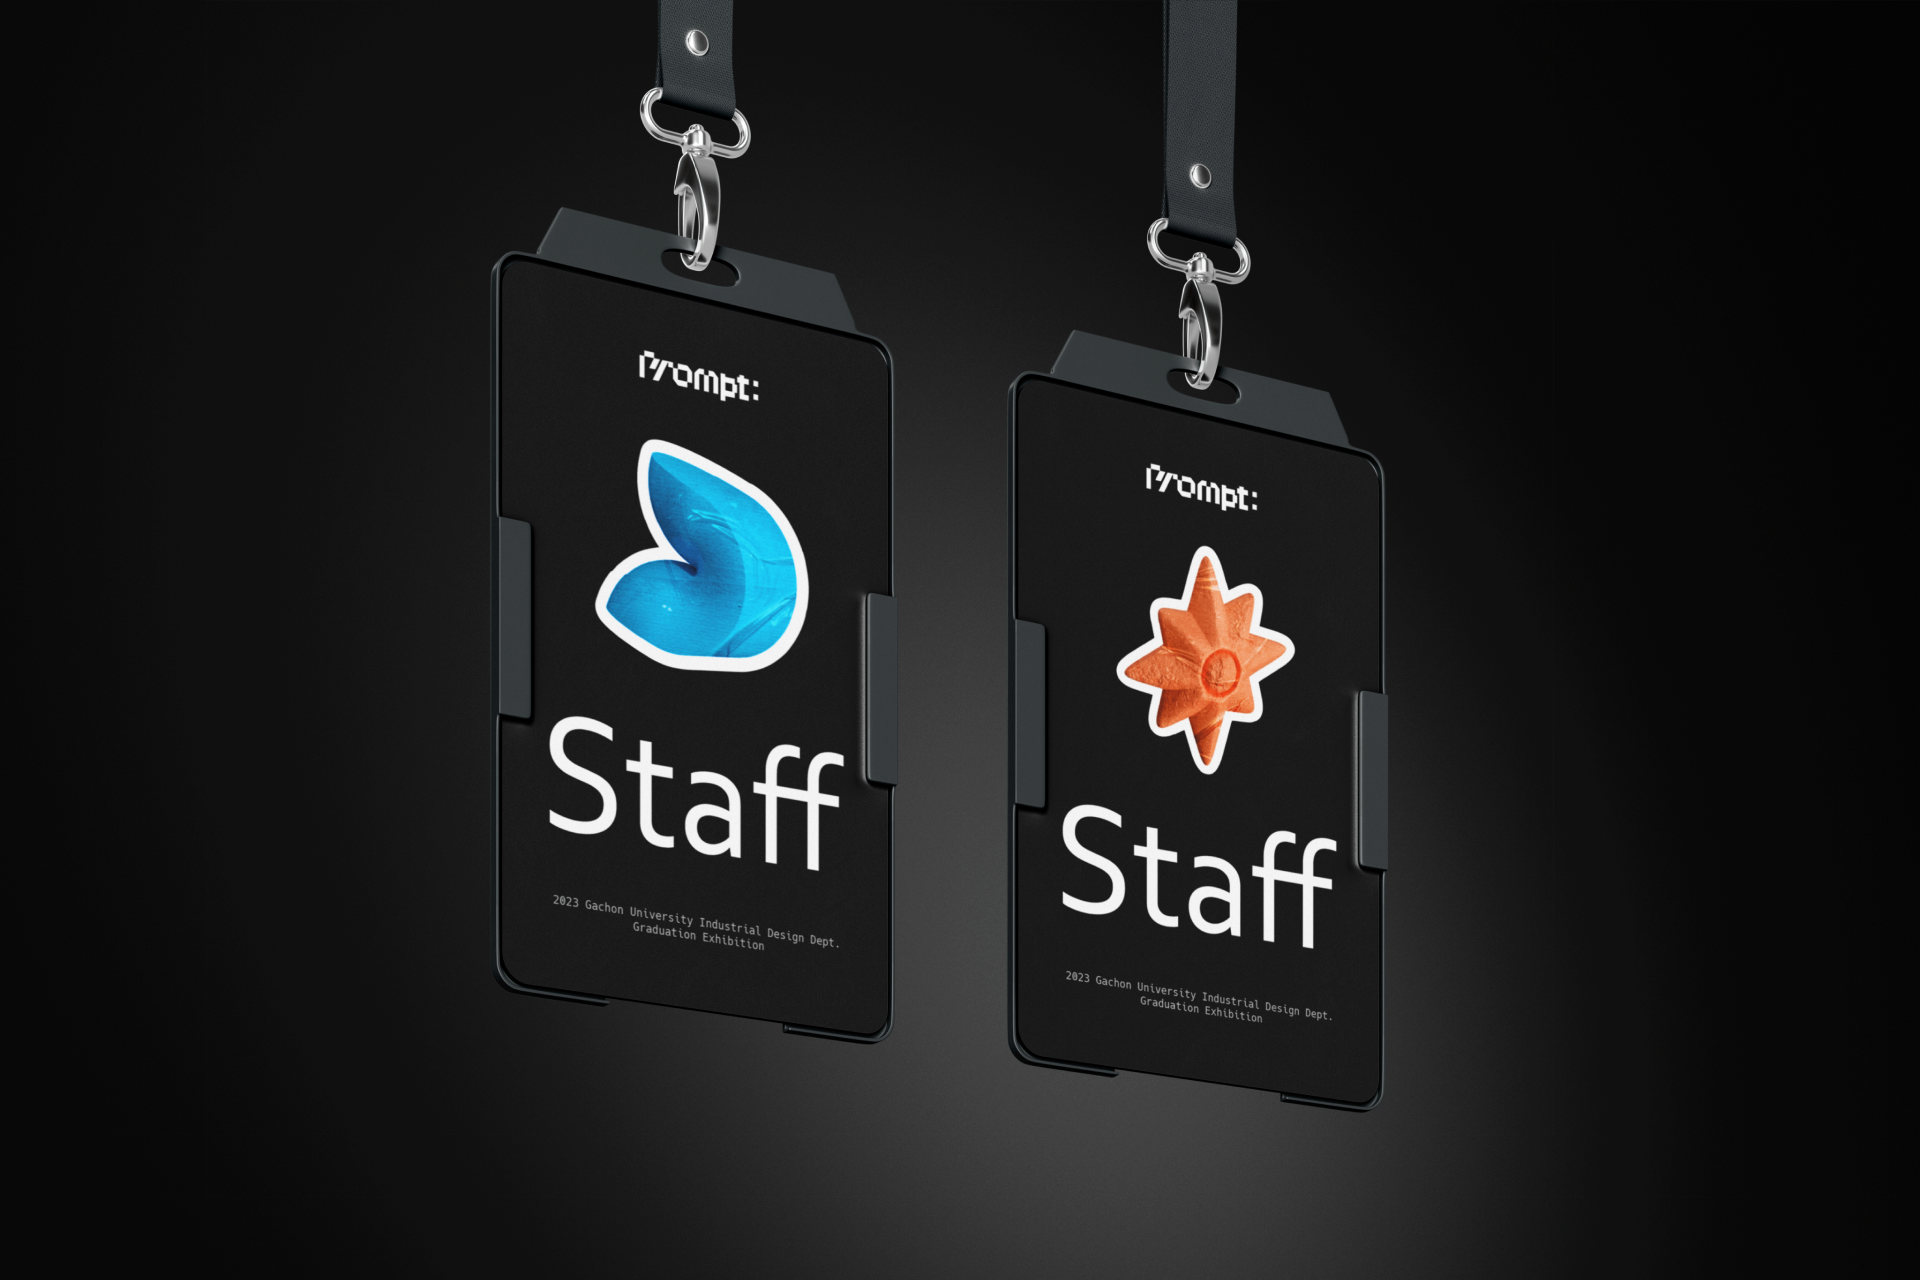 Prompt:
Staff
2023 Gachon University Industrial Design Dept.
Graduation Exhibition
Prompt:
Staff
2023 Gachon University Industrial Design Dept.
Graduation Exhibition